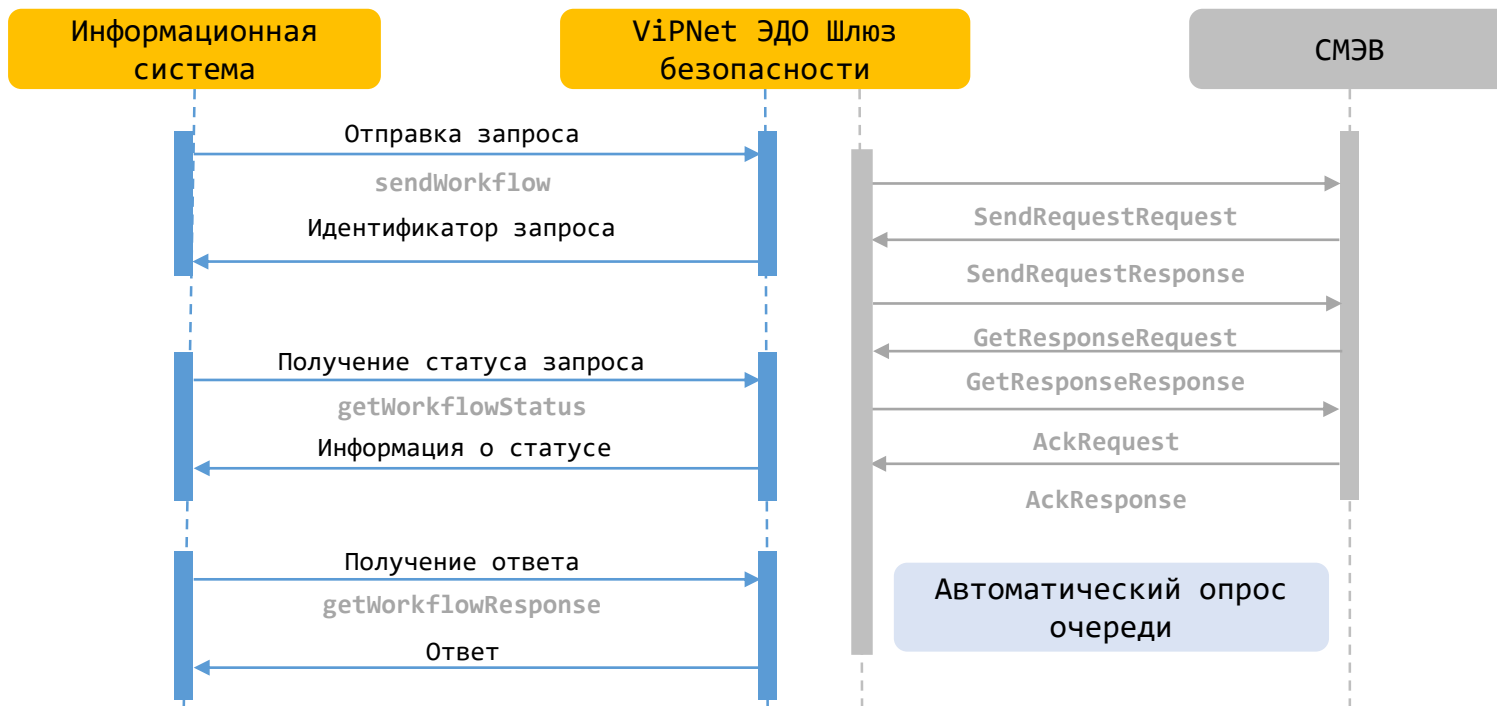 Информационная
система
ViPNet ЭДО Шлюз
безопасности
СМЭВ
Отправка запроса
sendWorkflow
Идентификатор запроса
SendRequestRequest
SendRequestResponse
GetResponseRequest
Получение статуса запроса
getWorkflowStatus
Информация о статусе
GetResponseResponse
AckRequest
AckResponse
Получение ответа
getWorkflowResponse
Ответ
Автоматический опрос
очереди